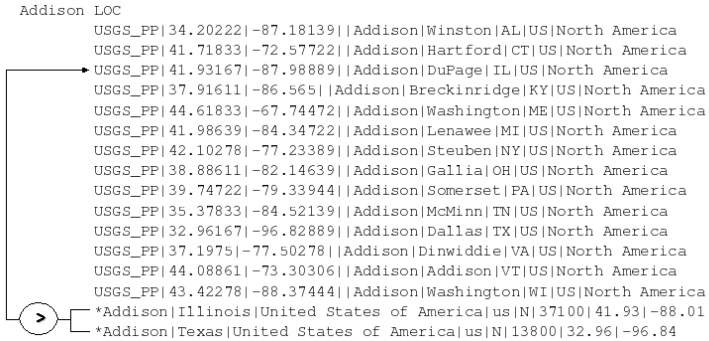 Addison LOC
USGS_PP|34.20222|-87.18139||Addison|Winston|AL|US|North America
USGS_PP|41.71833|-72.57722||Addison|Hartford|CT|US|North America
USGS_PP|41.93167|-87.98889||Addison|DuPage|IL|US|North America
USGS_PP|37.91611|-86.565||Addison|Breckinridge|KY|US|North America
USGS_PP|44.61833|-67.74472||Addison|Washington|ME|US|North America
USGS_PP|41.98639|-84.34722||Addison|Lenawee|MI|US|North America
USGS_PP|42.10278|-77.23389||Addison|Steuben|NY|US|North America
USGS_PP|38.88611|-82.14639||Addison|Gallia|OH|US|North America
USGS_PP|39.74722|-79.33944||Addison|Somerset|PA|US|North America
USGS_PP|35.37833|-84.52139||Addison|McMinn|TN|US|North America
USGS_PP|32.96167|-96.82889||Addison|Dallas|TX|US|North America
USGS_PP|37.1975|-77.50278||Addison|Dinwiddie|VA|US|North America
USGS_PP|44.08861|-73.30306||Addison|Addison|VT|US|North America
USGS_PP|43.42278|-88.37444||Addison|Washington|WI|US|North America
*Addison|Illinois|United States of America|us|N|37100|41.93|-88.01
>
*Addison|Texas|United States of America|us|N|13800|32.96|-96.84